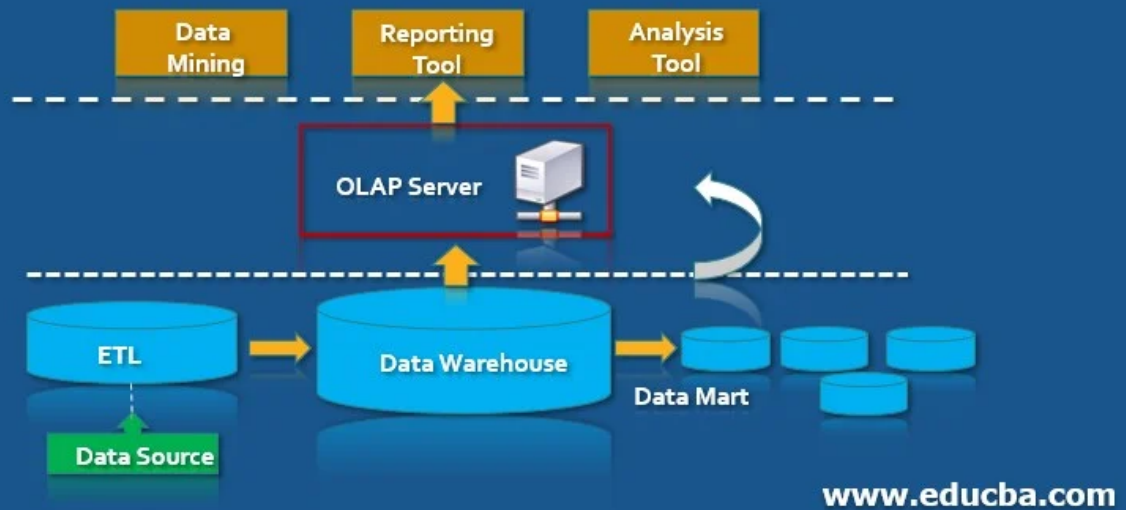 Data
Mining
Reporting
Tool
Analysis
Tool
OLAP Server
ETL
Data Warehouse
Data Mart
Data Source
www.educba.com